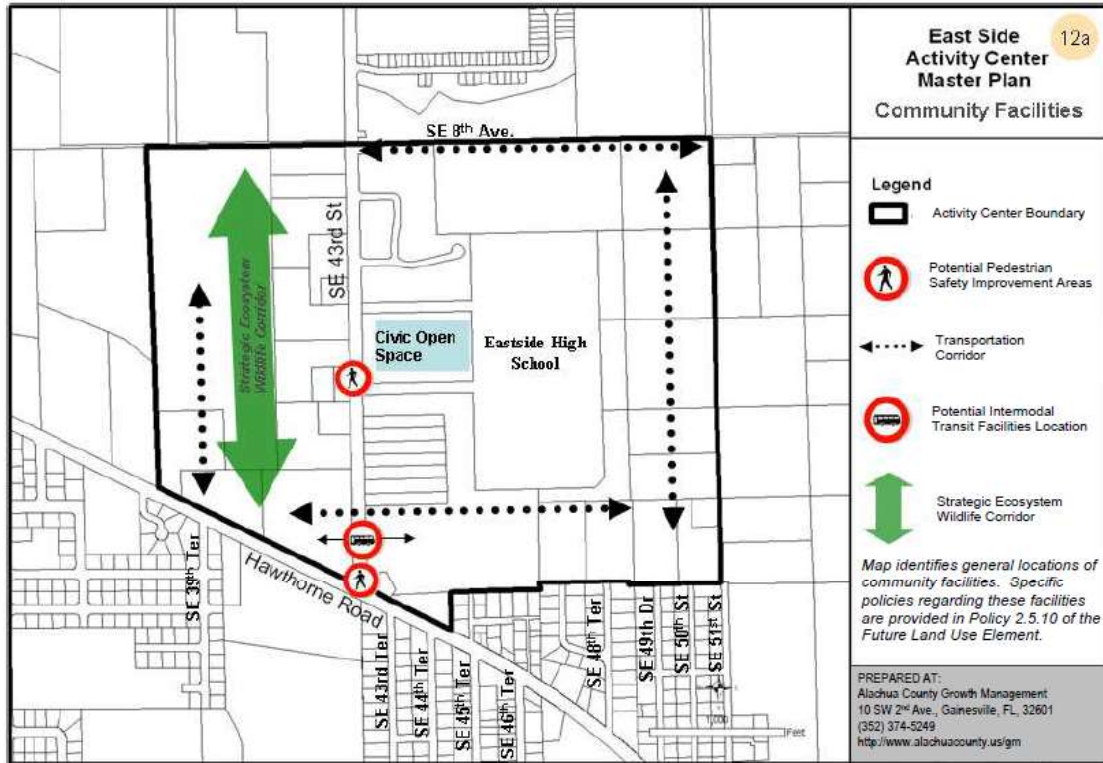 East Side
Activity Center
Master Plan
12a
Community Facilities
SE 8th Ave.
SE 43rd St
Strategic Ecosystem
Wildlife Corridor
Civic Open
Space
Eastside High
School
Hawthorne Road
SE 39th Ter
SE 43rd Ter
SE 44th Ter
SE 45th Ter
SE 46th Ter
SE 48th Ter
SE 49th Dr
SE 50th St
SE 51st St
1,000
Feet
Legend
Activity Center Boundary
Potential Pedestrian
Safety Improvement Areas
Transportation
Corridor
Potential Intermodal
Transit Facilities Location
Strategic Ecosystem
Wildlife Corridor
Map identifies general locations of
community facilities. Specific
policies regarding these facilities
are provided in Policy 2.5.10 of the
Future Land Use Element.
PREPARED AT:
Alachua County Growth Management
10 SW 2nd Ave., Gainesville, FL, 32601
(352) 374-5249
http://www.alachuacounty.us/gm